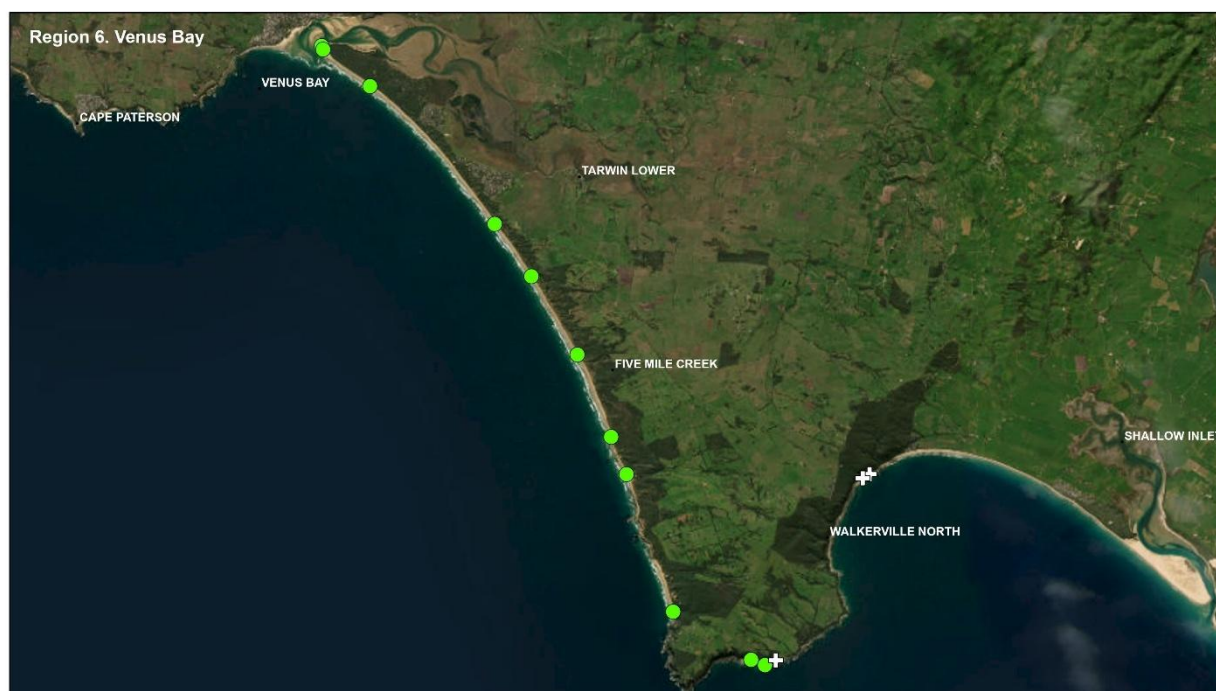 Region 6. Venus Bay
VENUS BAY
CAPE PATERSON
TARWIN LOWER
FIVE MILE CREEK
SHALLOW INLET
WALKERVILLE NORTH